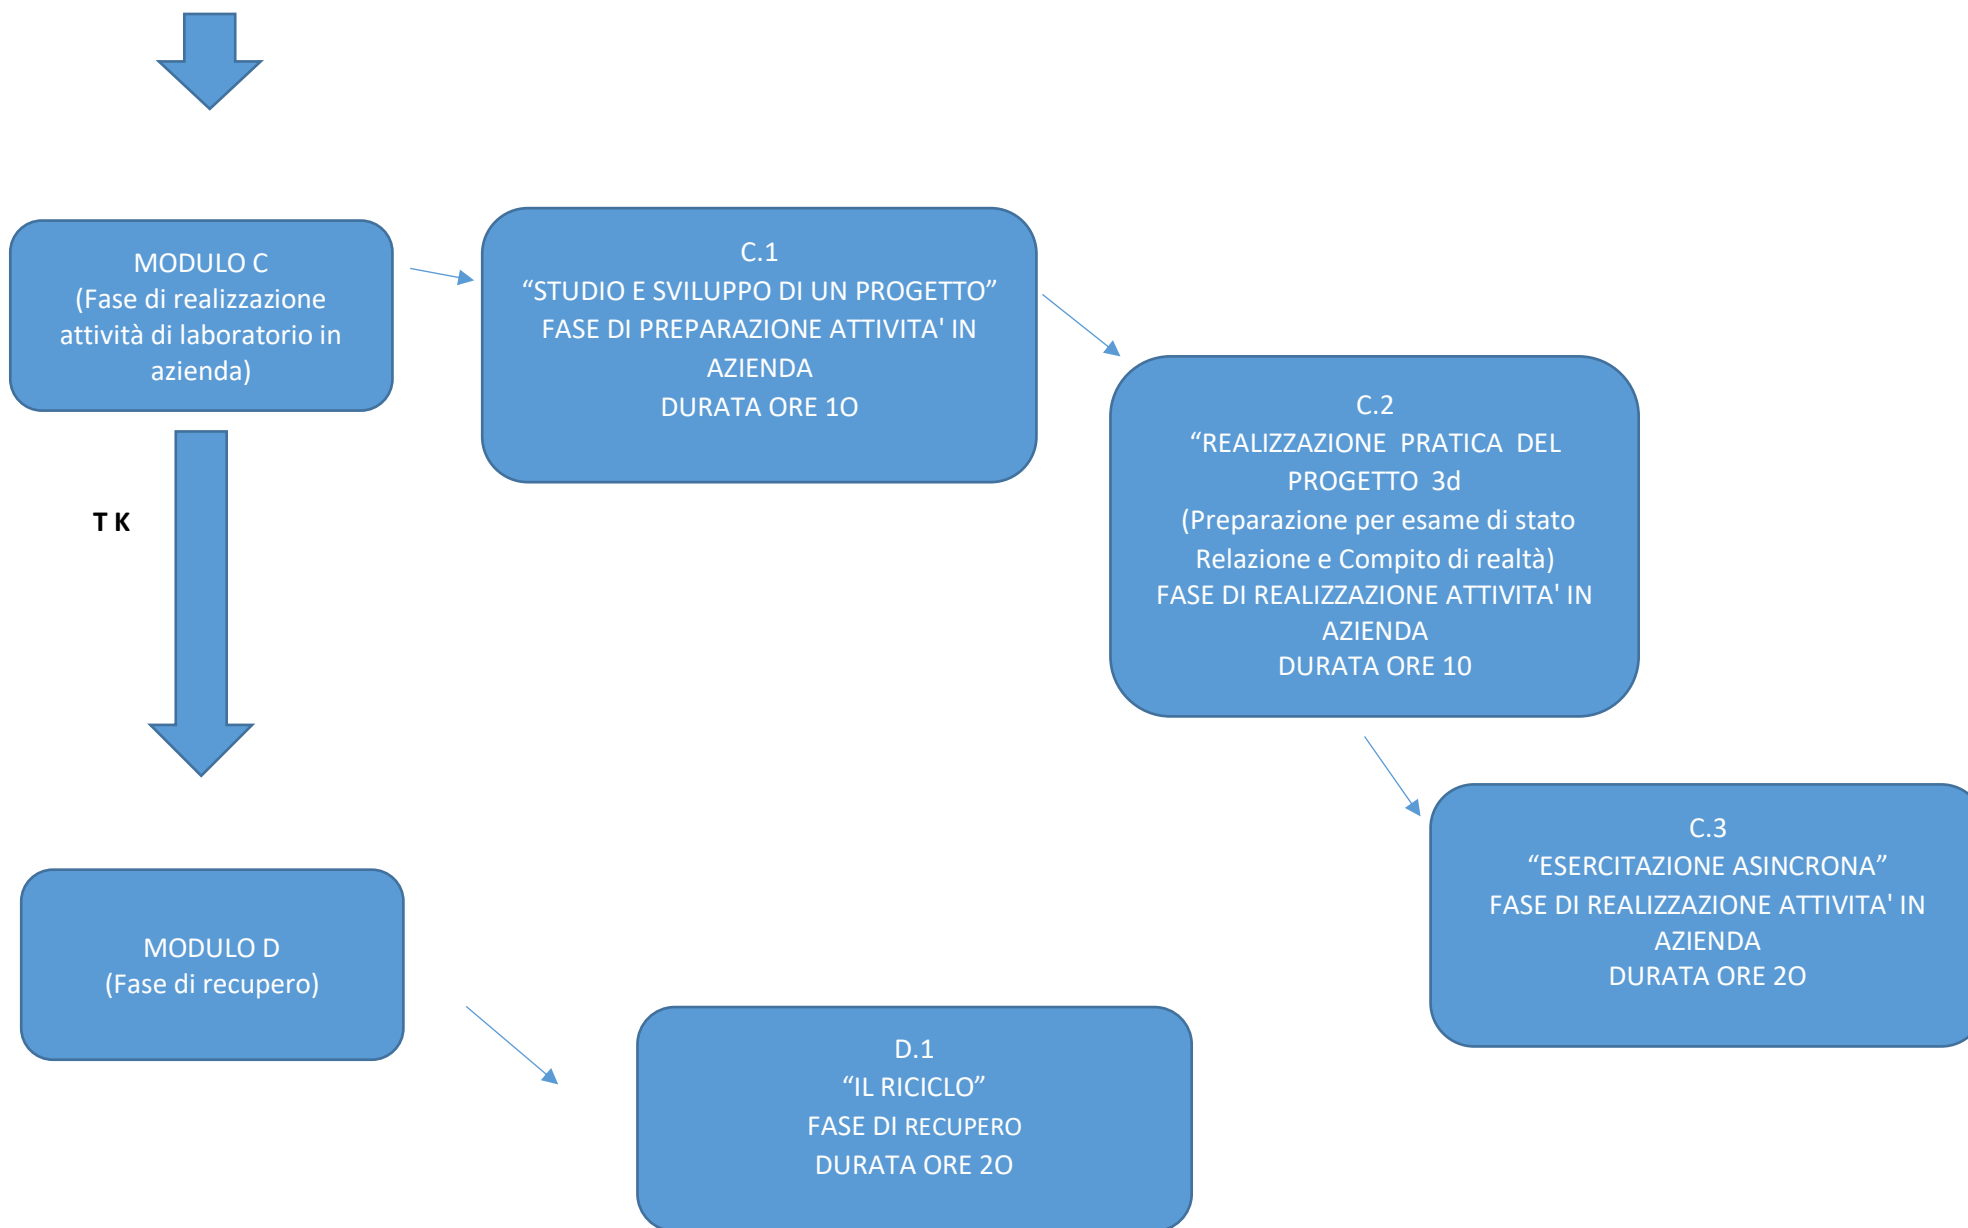 MODULO C
(Fase di realizzazione
attività di laboratorio in
azienda)
C.1
“STUDIO E SVILUPPO DI UN PROGETTO”
FASE DI PREPARAZIONE ATTIVITA' IN
AZIENDA
DURATA ORE 1O
C.2
“REALIZZAZIONE PRATICA DEL
PROGETTO 3d
(Preparazione per esame di stato
Relazione e Compito di realtà)
FASE DI REALIZZAZIONE ATTIVITA' IN
AZIENDA
DURATA ORE 10
T K
C.3
“ESERCITAZIONE ASINCRONA”
FASE DI REALIZZAZIONE ATTIVITA' IN
AZIENDA
DURATA ORE 2O
MODULO D
(Fase di recupero)
D.1
“IL RICICLO”
FASE DI RECUPERO
DURATA ORE 2O